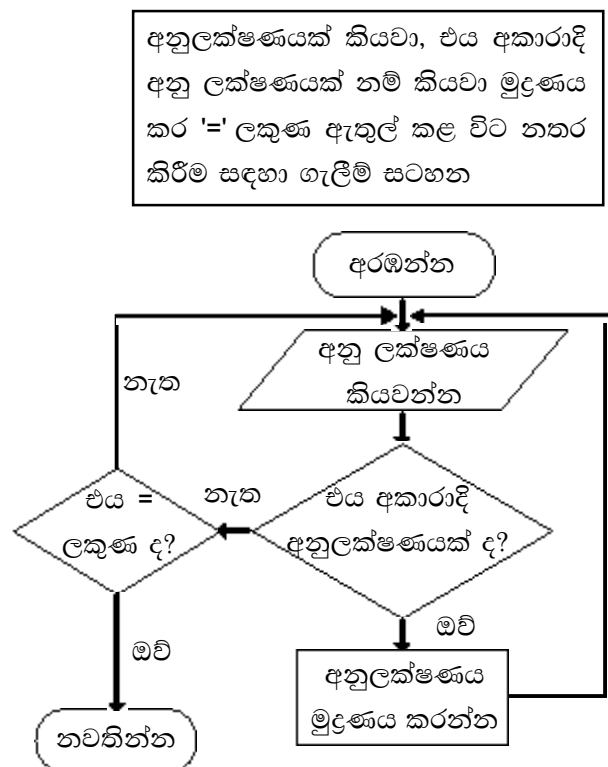 අනුලක්ෂණයක් කියවා, එය අකාරාදි
අනු ලක්ෂණයක් නම් කියවා මුද්‍රණය
කර '=' ලකුණ ඇතුල් කළ විට නතර
කිරීම සඳහා ගැලීම් සටහන
අරඹන්න
අනු ලක්ෂණය
කියවන්න
නැත
එය =
ලකුණ ද?
නැත
එය අකාරාදි
අනුලක්ෂණයක් ද?
ඔව්
ඔව්
අනුලක්ෂණය
මුද්‍රණය කරන්න
නවතින්න